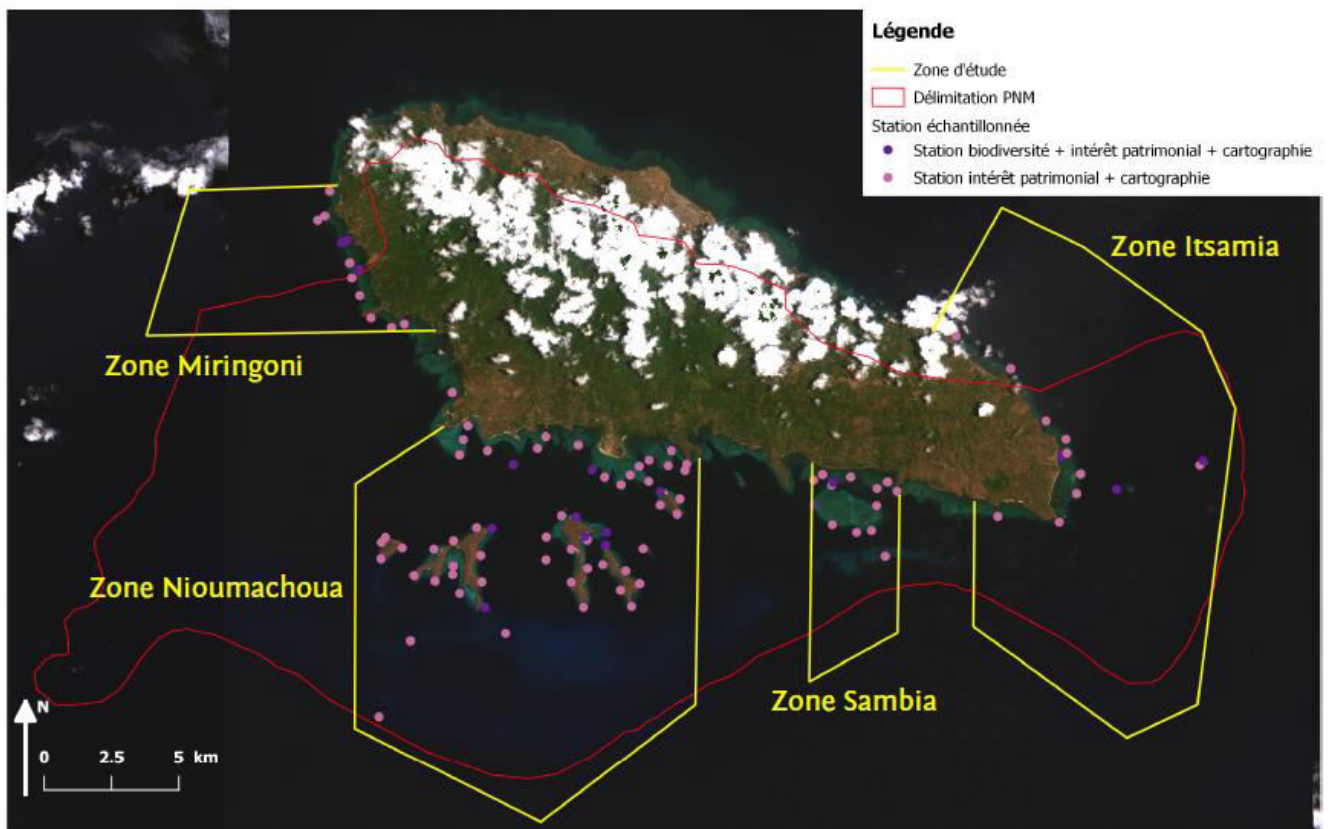 Légende
Zone d'étude
Délimitation PNM
Station échantillonnée
Station biodiversité + intérêt patrimonial + cartographie
Station intérêt patrimonial + cartographie
Zone Itsamia
Zone Miringoni
Zone Nioumachoua
Zone Sambia
N
0 2.5 5 km